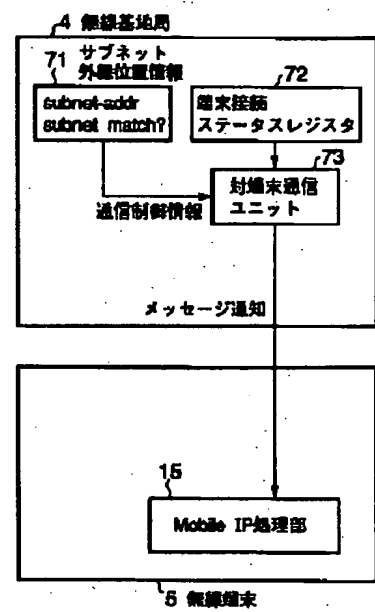 4 無線基地局
71 サブネット
外縁位置情報
subnet-addr
subnet match?
72
端末接続
ステータスレジスタ
73
対端末通信
ユニット
通信制御情報
メッセージ通知
15
Mobile IP処理部
5 無線端末